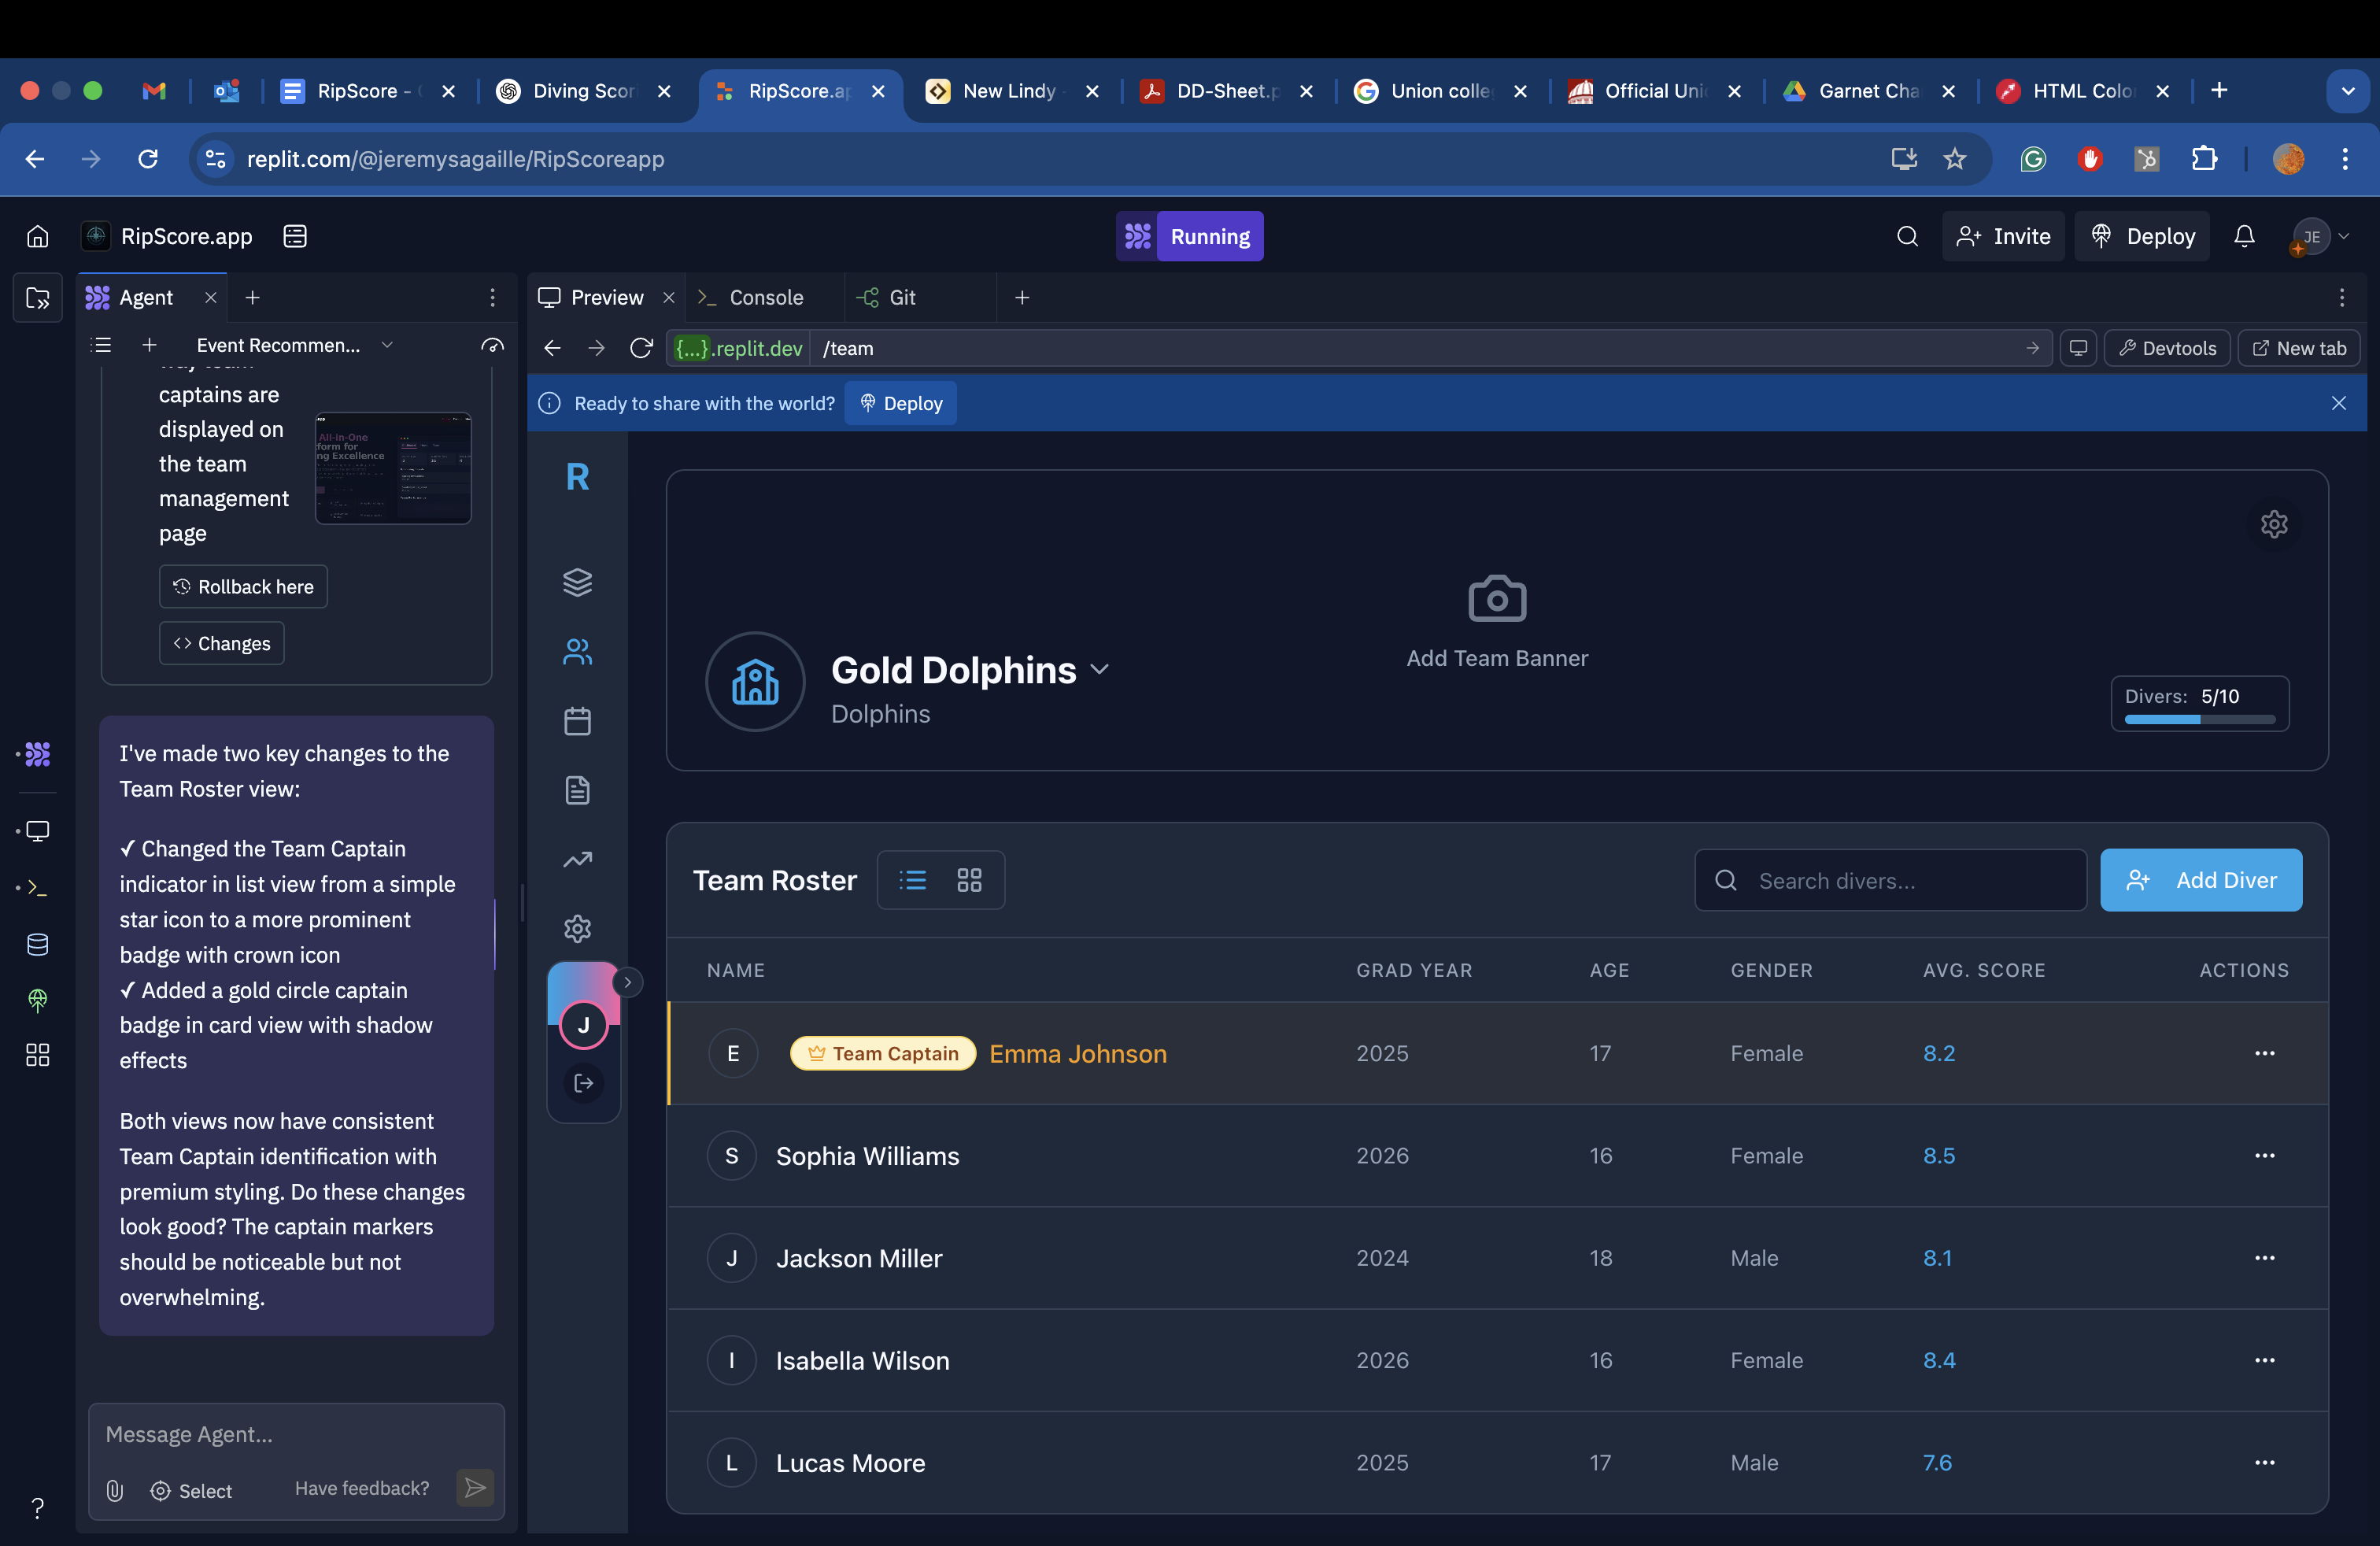 RipScore -
Diving Scor
RipScore.ap
New Lindy
DD-Sheet.p
Union colle
Official Uni
Garnet Cha
HTML Color
replit.com/@jeremysagaille/RipScoreapp
RipScore.app
Running
Invite
Deploy
JE
Agent
Preview
Console
Git
Event Recommen...
{...}.replit.dev
/team
Devtools
New tab
Ready to share with the world?
Deploy
captains are
displayed on
the team
management
page
All-In-One
form for
ng Excellence
Rollback here
Changes
I've made two key changes to the
Team Roster view:
✓ Changed the Team Captain
indicator in list view from a simple
star icon to a more prominent
badge with crown icon
✓ Added a gold circle captain
badge in card view with shadow
effects
Both views now have consistent
Team Captain identification with
premium styling. Do these changes
look good? The captain markers
should be noticeable but not
overwhelming.
Message Agent...
Select
Have feedback?
R
J
Add Team Banner
Gold Dolphins
Dolphins
Divers: 5/10
Team Roster
Search divers...
Add Diver
NAME GRAD YEAR AGE GENDER AVG. SCORE ACTIONS
E Team Captain Emma Johnson 2025 17 Female 8.2 ...
S Sophia Williams 2026 16 Female 8.5 ...
J Jackson Miller 2024 18 Male 8.1 ...
I Isabella Wilson 2026 16 Female 8.4 ...
L Lucas Moore 2025 17 Male 7.6 ...